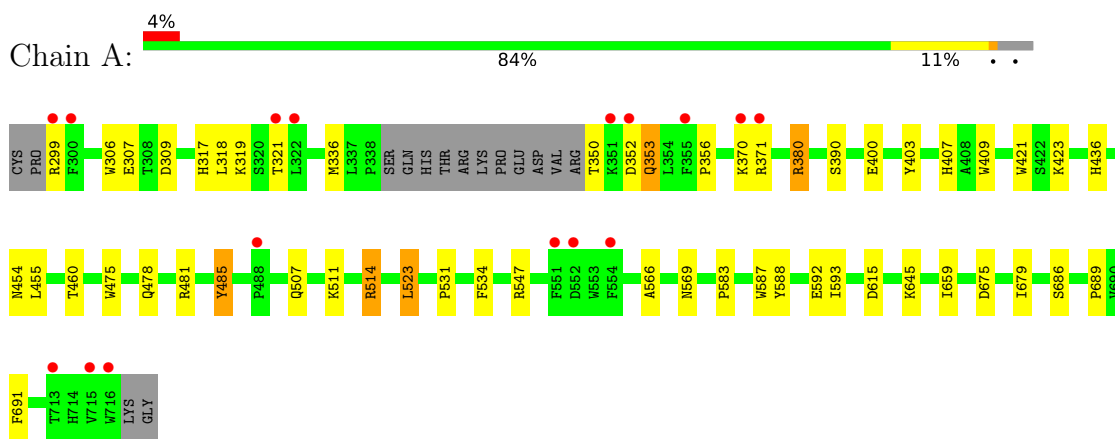 4%
Chain A:
84% 11% • •
CYS PRO R299 F300 W306 E307 T308 D309 H317 L318 K319 S320 T321 L322 M336 L337 P338 SER GLN HIS THR ARG LYS PRO GLU ASP VAL ARG T350 K351 D352 Q353 L354 F355 P356 K370 R371 R380 S390 E400 Y403 H407 A408 W409 W421 S422 K423 H436
N454 L455 T460 W475 Q478 R481 Y485 P488 Q507 K511 R514 L523 P531 F534 R547 F551 D552 W553 F554 A566 N569 P583 W587 Y588 E592 I593 D615 K645 I659 D675 I679 S686 P689 V690
F691 T713 H714 V715 W716 LYS GLY